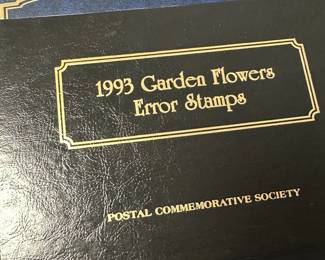 1993 Garden Flowers
Error Stamps
POSTAL COMMEMORATIVE SOCIETY